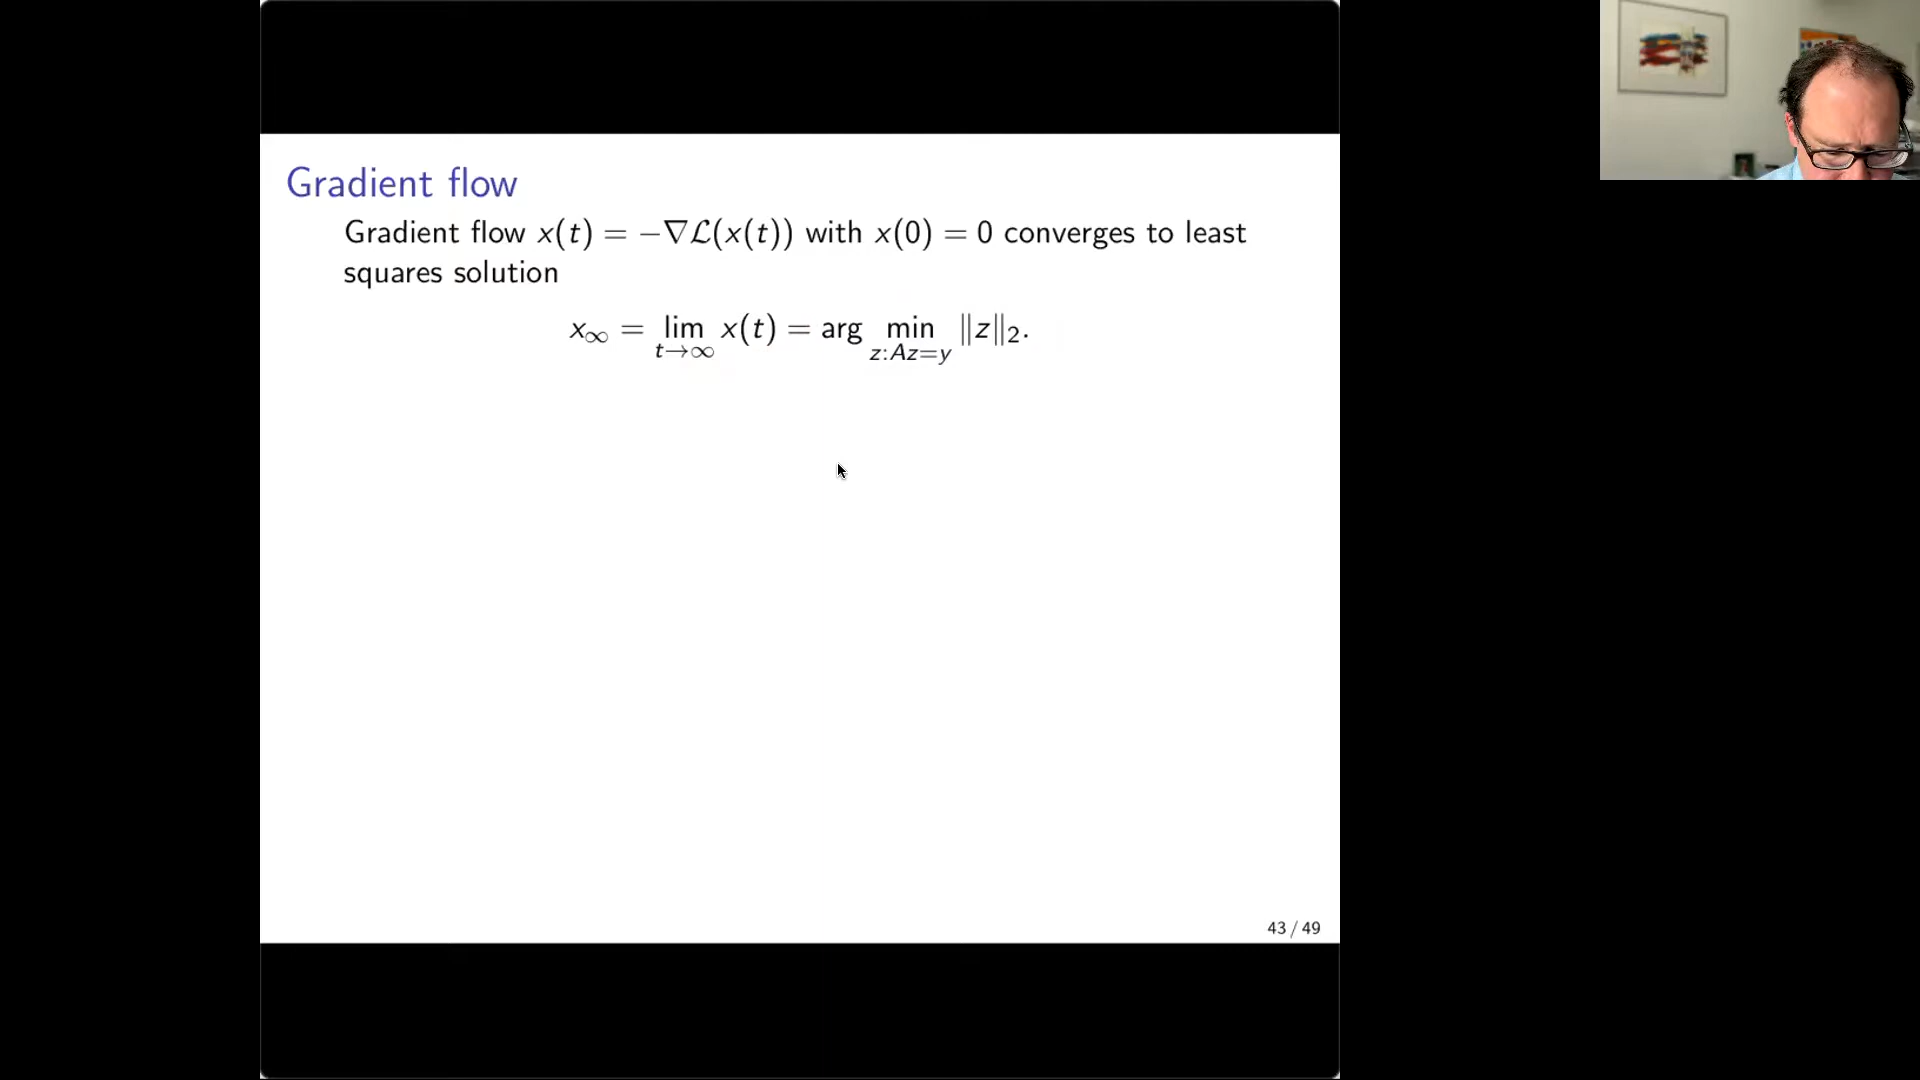 Gradient flow
Gradient flow x(t) = −∇ℒ(x(t)) with x(0) = 0 converges to least
squares solution
x∞ = lim x(t) = arg min ‖z‖₂.
t→∞ z:Az=y
43 / 49